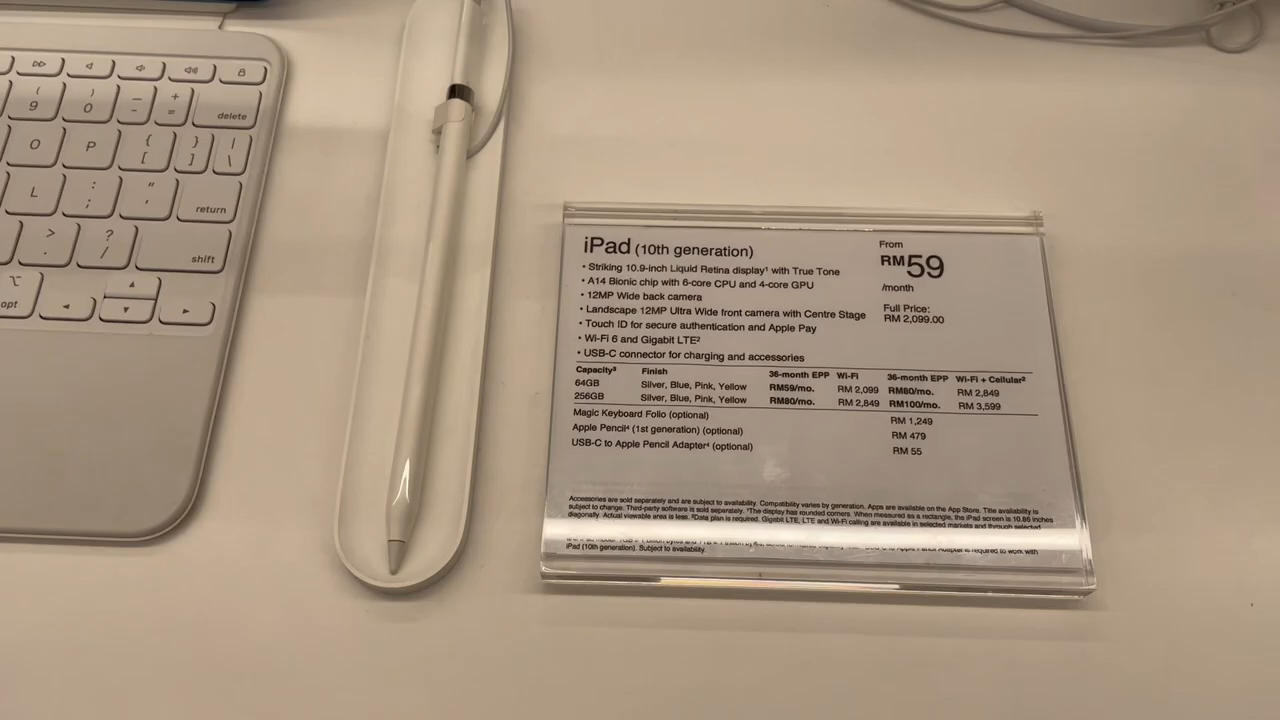 ( ) _ +
9 0 - = delete
O P { [ } ] | \
L : ; " ' return
> . ? / shift
opt
iPad (10th generation)
• Striking 10.9-inch Liquid Retina display¹ with True Tone
• A14 Bionic chip with 6-core CPU and 4-core GPU
• 12MP Wide back camera
• Landscape 12MP Ultra Wide front camera with Centre Stage
• Touch ID for secure authentication and Apple Pay
• Wi-Fi 6 and Gigabit LTE²
• USB-C connector for charging and accessories
From
RM59
/month
Full Price:
RM 2,099.00
Capacity³ Finish 36-month EPP Wi-Fi 36-month EPP Wi-Fi + Cellular²
64GB Silver, Blue, Pink, Yellow RM59/mo. RM 2,099 RM80/mo. RM 2,849
256GB Silver, Blue, Pink, Yellow RM80/mo. RM 2,849 RM100/mo. RM 3,599
Magic Keyboard Folio (optional) RM 1,249
Apple Pencil⁴ (1st generation) (optional) RM 479
USB-C to Apple Pencil Adapter⁴ (optional) RM 55
Accessories are sold separately and are subject to availability. Compatibility varies by generation. Apps are available on the App Store. Title availability is
subject to change. Third-party software is sold separately. ¹The display has rounded corners. When measured as a rectangle, the iPad screen is 10.86 inches
diagonally. Actual viewable area is less. ²Data plan is required. Gigabit LTE, LTE and Wi-Fi calling are available in selected markets and through selected
Adapter is required to work with
iPad (10th generation). Subject to availability.